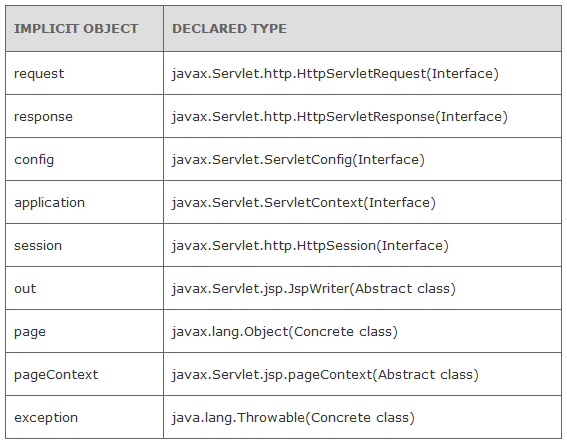 IMPLICIT OBJECT DECLARED TYPE
request javax.Servlet.http.HttpServletRequest(Interface)
response javax.Servlet.http.HttpServletResponse(Interface)
config javax.Servlet.ServletConfig(Interface)
application javax.Servlet.ServletContext(Interface)
session javax.Servlet.http.HttpSession(Interface)
out javax.Servlet.jsp.JspWriter(Abstract class)
page javax.lang.Object(Concrete class)
pageContext javax.Servlet.jsp.pageContext(Abstract class)
exception java.lang.Throwable(Concrete class)